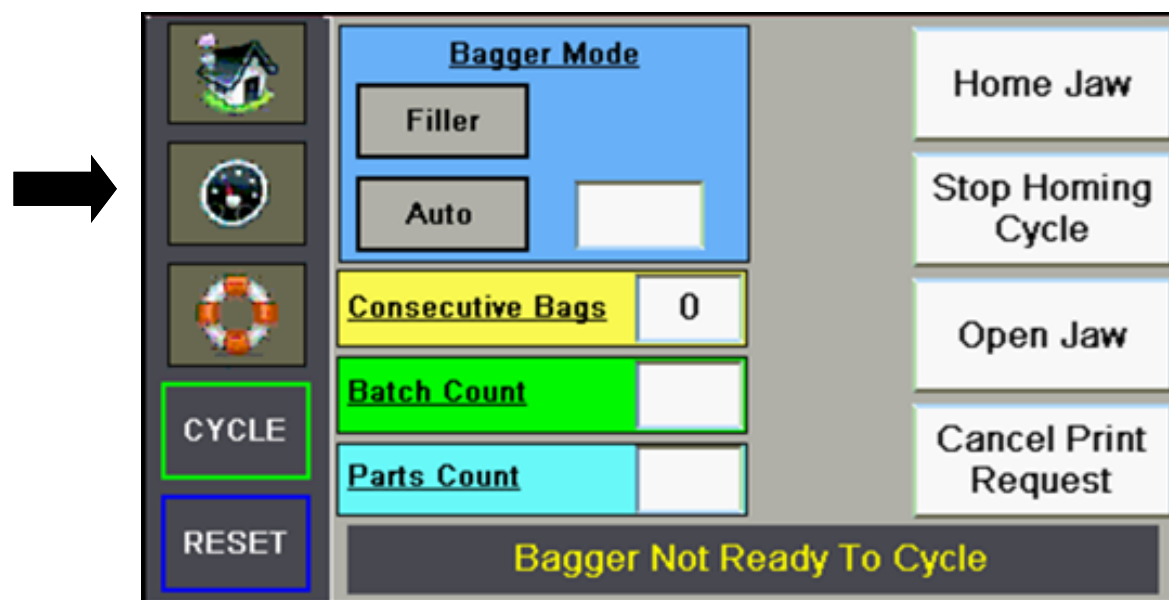 Bagger Mode
Filler
Auto
Consecutive Bags 0
Batch Count
Parts Count
CYCLE
RESET
Home Jaw
Stop Homing
Cycle
Open Jaw
Cancel Print
Request
Bagger Not Ready To Cycle